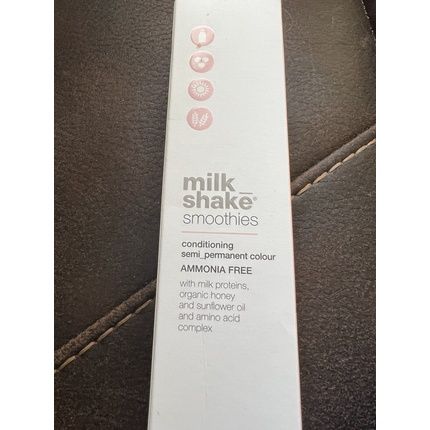 milk_
shake®
smoothies
conditioning
semi_permanent colour
AMMONIA FREE
with milk proteins,
organic honey
and sunflower oil
and amino acid
complex